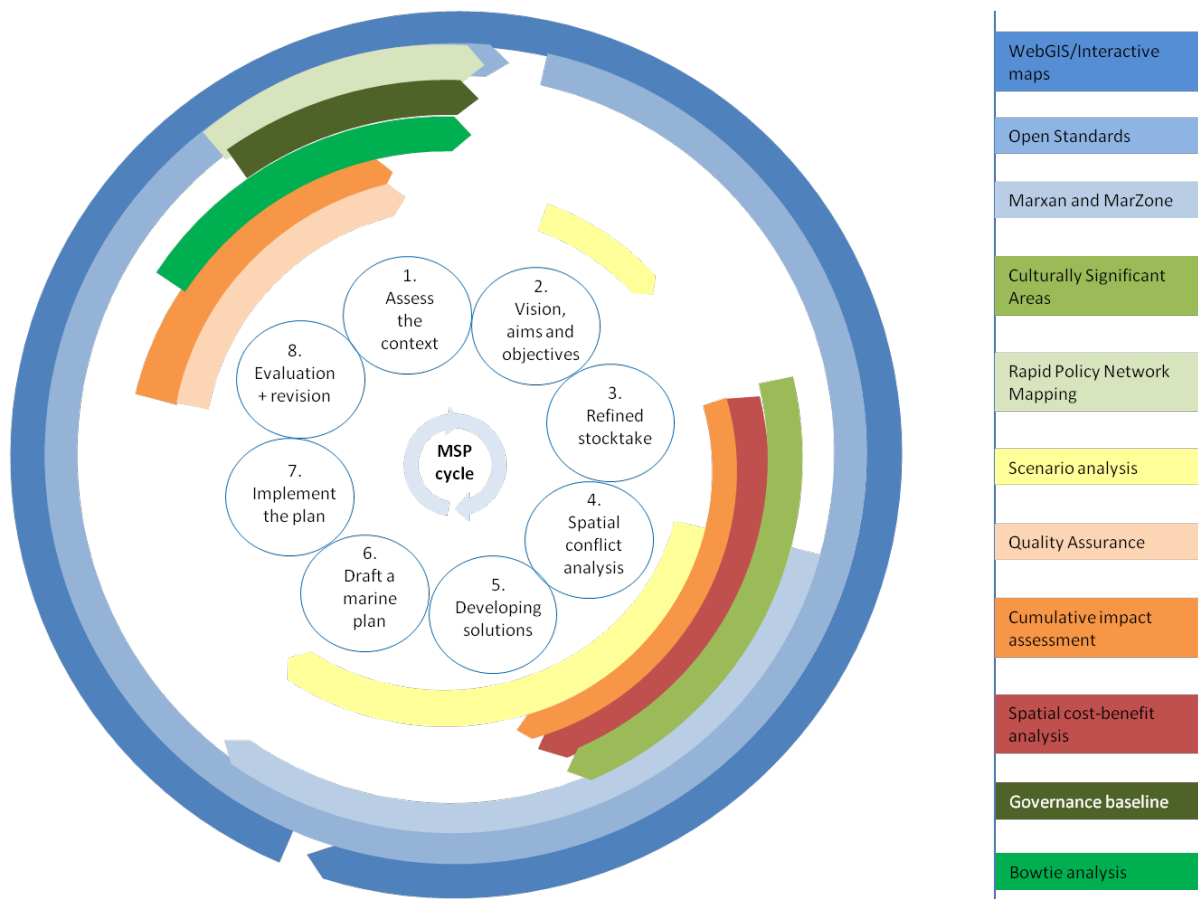 1.
Assess
the
context
2.
Vision,
aims and
objectives
3.
Refined
stocktake
4.
Spatial
conflict
analysis
5.
Developing
solutions
6.
Draft a
marine
plan
7.
Implement
the plan
8.
Evaluation
+ revision
MSP
cycle
WebGIS/Interactive
maps
Open Standards
Marxan and MarZone
Culturally Significant
Areas
Rapid Policy Network
Mapping
Scenario analysis
Quality Assurance
Cumulative impact
assessment
Spatial cost-benefit
analysis
Governance baseline
Bowtie analysis